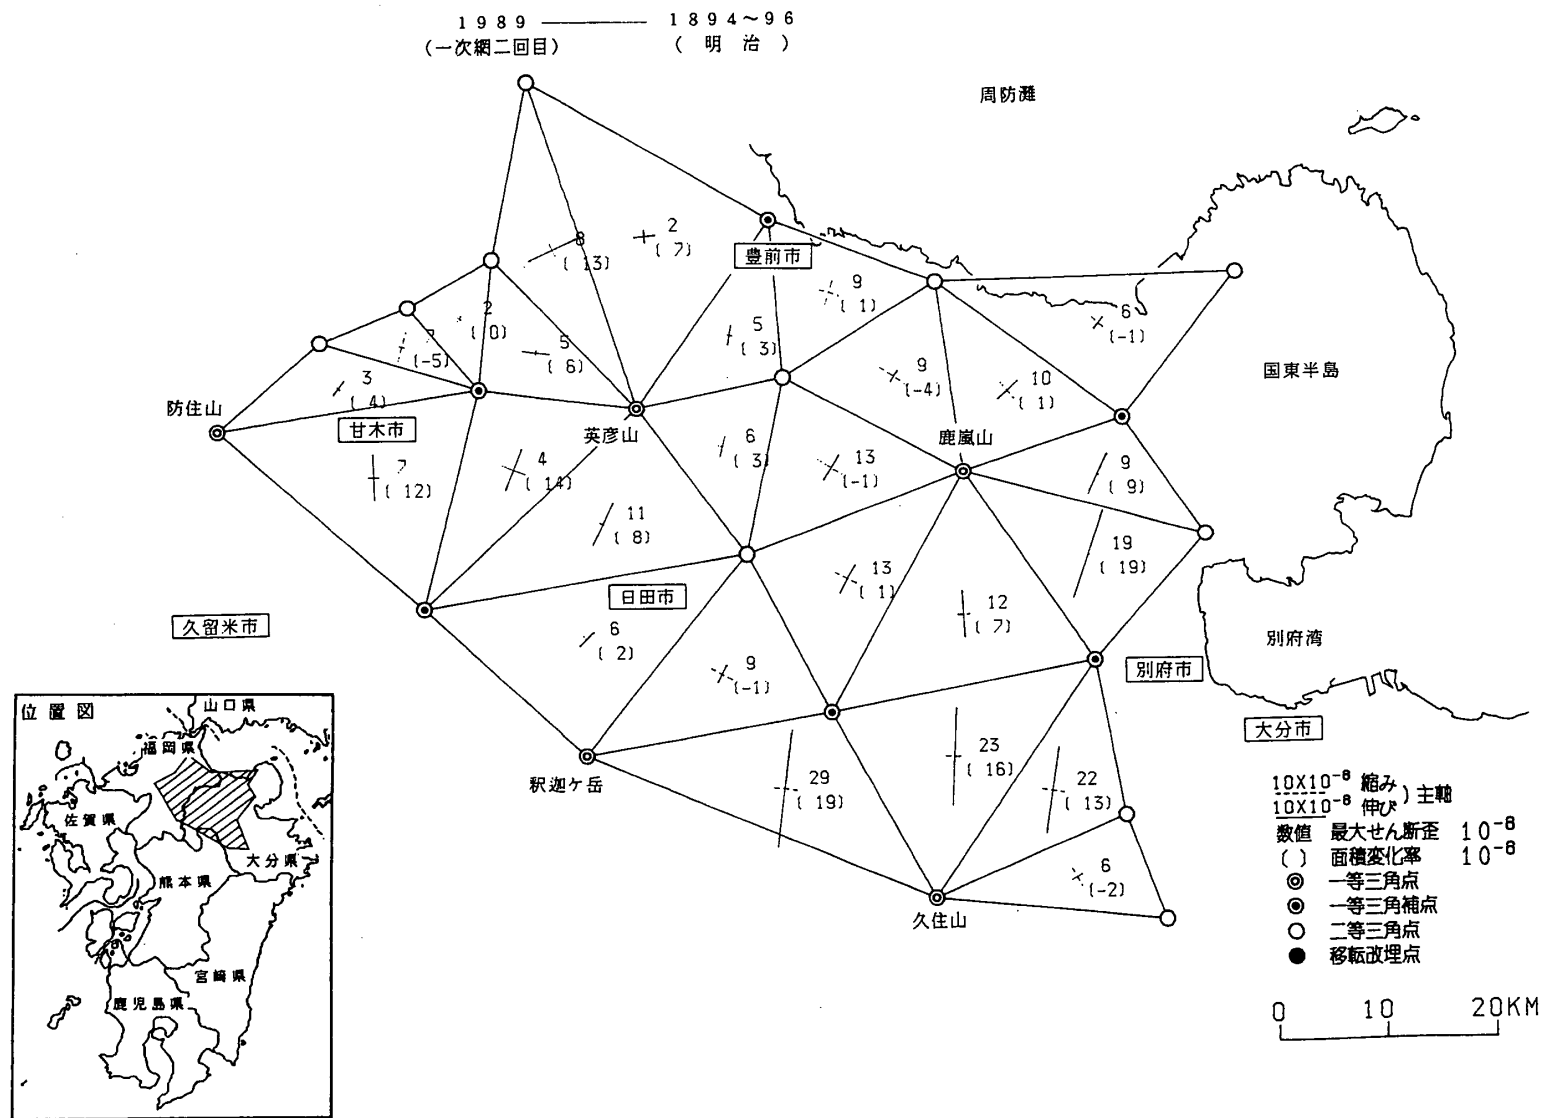 1989 ――― 1894~96
(一次網二回目) ( 明 治 )
周防灘
豊前市
国東半島
8
( 13)
2
( 7)
9
( 1)
6
(-1)
2
( 0)
7
(-5)
5
( 6)
5
( 3)
9
(-4)
10
( 1)
3
( 4)
防住山
甘木市
英彦山
鹿嵐山
7
( 12)
4
( 14)
6
( 3)
13
(-1)
9
( 9)
11
( 8)
19
( 19)
13
( 1)
12
( 7)
日田市
久留米市
別府湾
6
( 2)
9
(-1)
別府市
大分市
釈迦ケ岳
29
( 19)
23
( 16)
22
( 13)
6
(-2)
久住山
位置図
山口県
福岡県
佐賀県
大分県
熊本県
宮崎県
鹿児島県
10X10⁻⁶ 縮み
10X10⁻⁶ 伸び ) 主軸
数値 最大せん断歪 10⁻⁶
( ) 面積変化率 10⁻⁶
◎ 一等三角点
一等三角補点
○ 二等三角点
● 移転改埋点
0 10 20KM